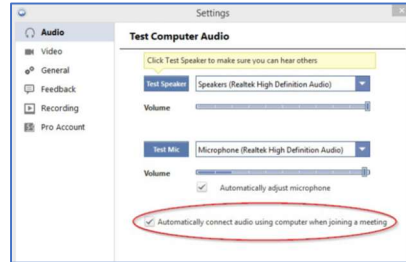 Settings
Audio
Video
General
Feedback
Recording
Pro Account
Test Computer Audio
Click Test Speaker to make sure you can hear others
Test Speaker Speakers (Realtek High Definition Audio)
Volume
Test Mic Microphone (Realtek High Definition Audio)
Volume
Automatically adjust microphone
Automatically connect audio using computer when joining a meeting